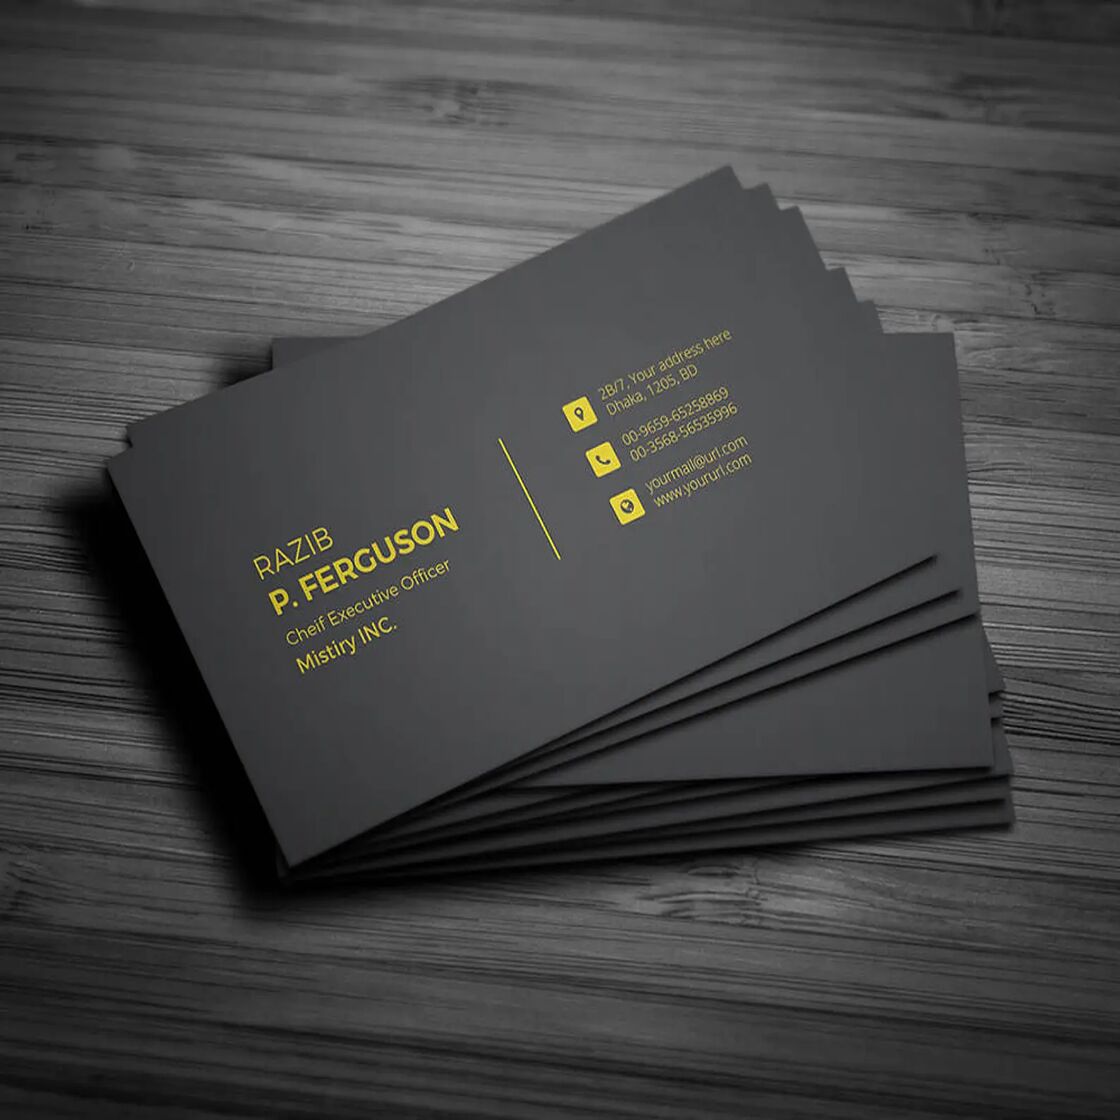 RAZIB
P. FERGUSON
Cheif Executive Officer
Mistiry INC.
2B/7, Your address here
Dhaka, 1205, BD
00-9659-65258869
00-3568-56535996
yourmail@url.com
www.yoururl.com